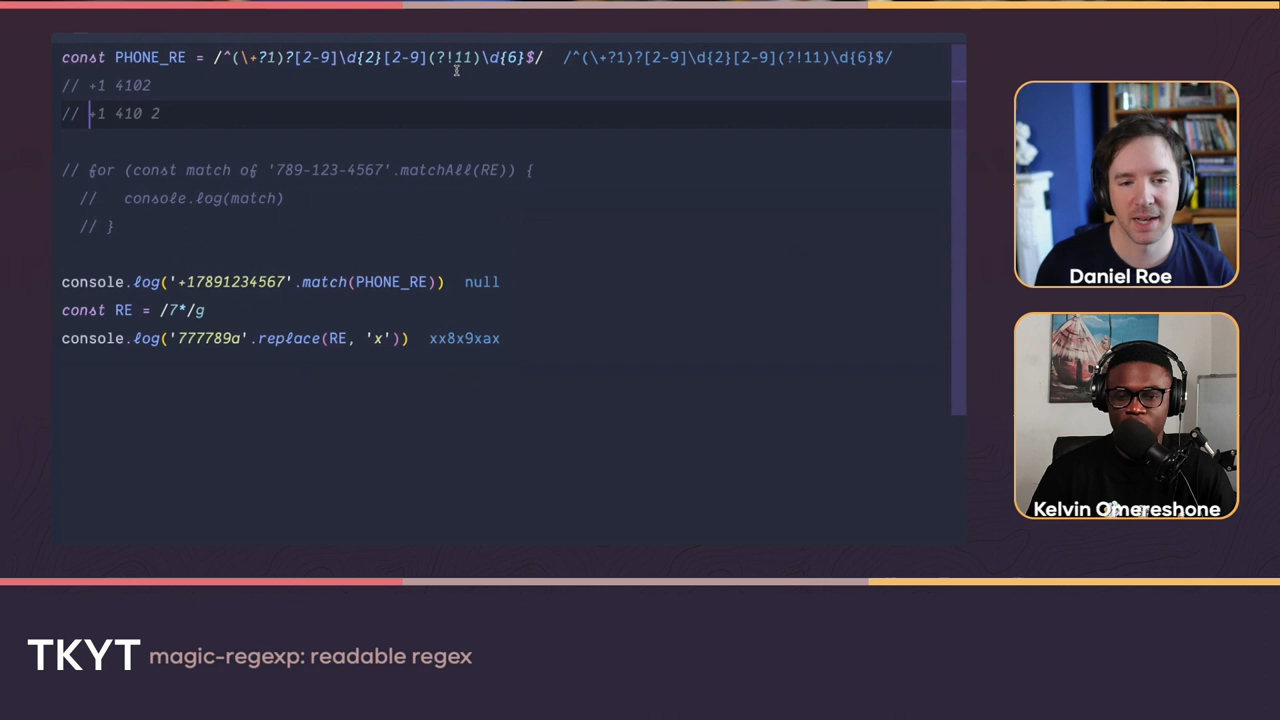 const PHONE_RE = /^(\+?1)?[2-9]\d{2}[2-9](?!11)\d{6}$/ /^(\+?1)?[2-9]\d{2}[2-9](?!11)\d{6}$/
// +1 4102
// +1 410 2
// for (const match of '789-123-4567'.matchAll(RE)) {
//   console.log(match)
// }
console.log('+17891234567'.match(PHONE_RE)) null
const RE = /7*/g
console.log('777789a'.replace(RE, 'x')) xx8x9xax
Daniel Roe
Kelvin Omereshone
TKYT magic-regexp: readable regex